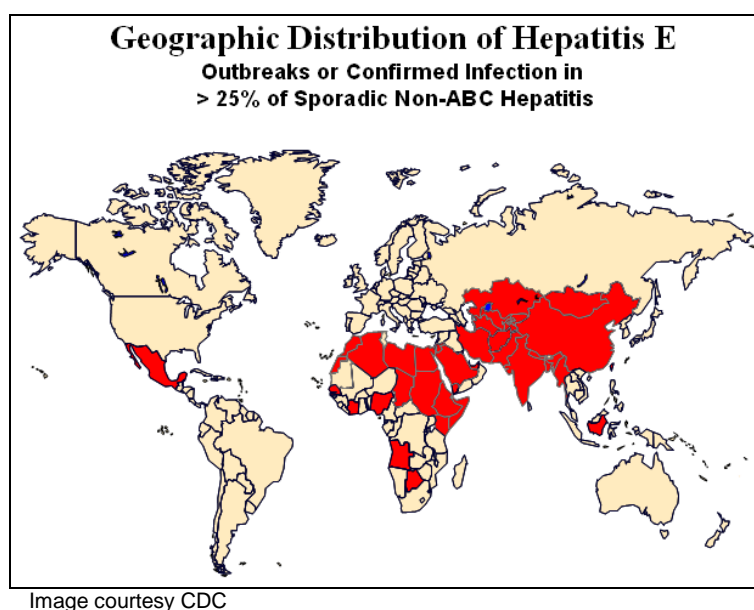 Geographic Distribution of Hepatitis E
Outbreaks or Confirmed Infection in
> 25% of Sporadic Non-ABC Hepatitis
Image courtesy CDC